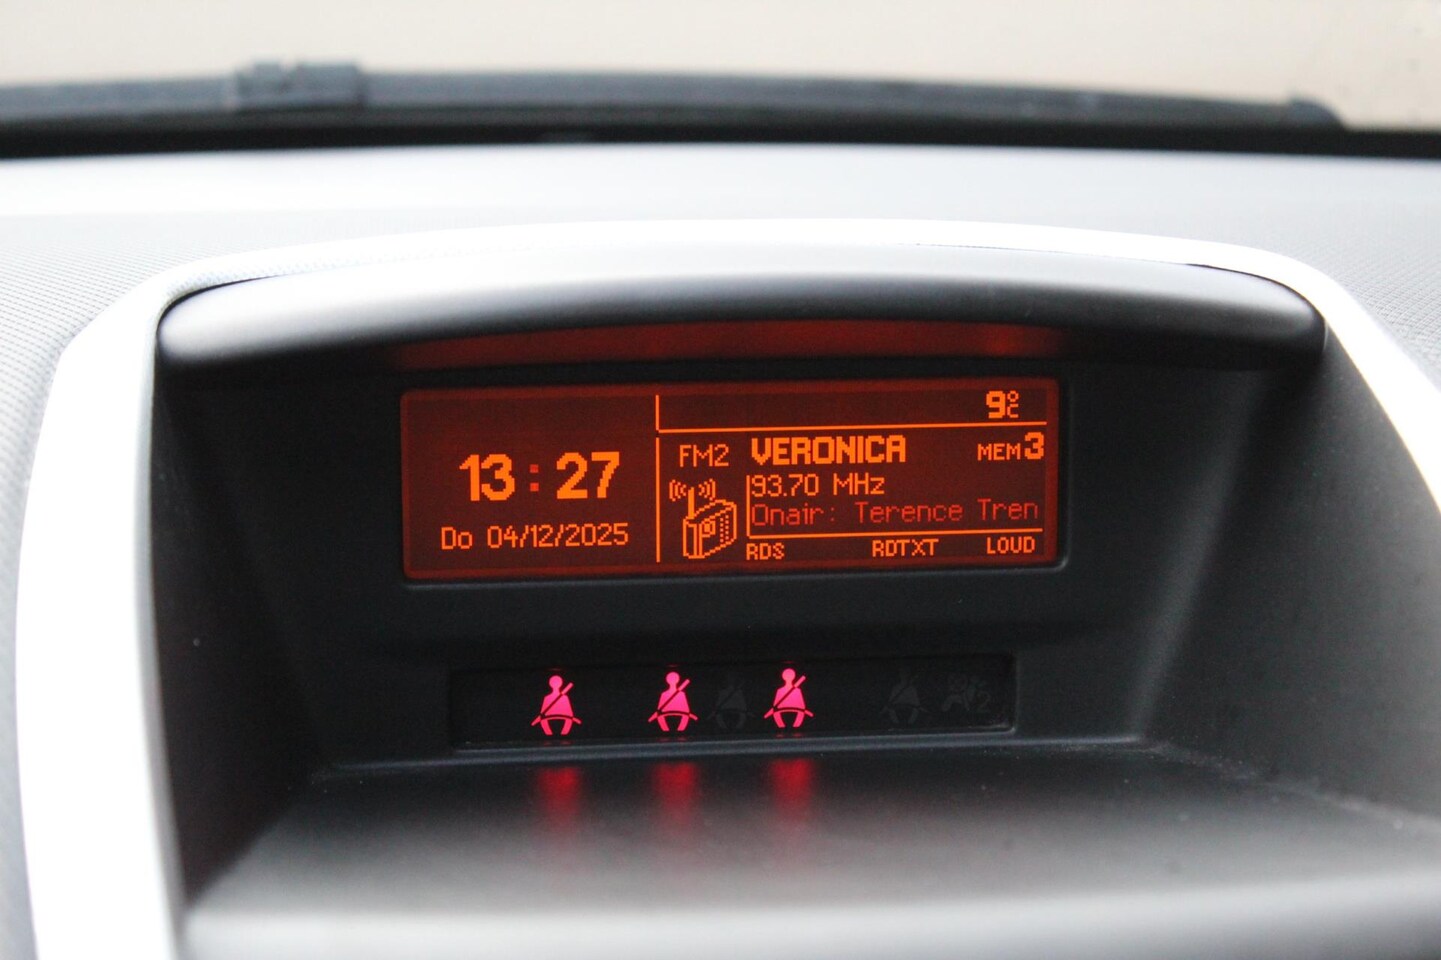 9°C
13:27
Do 04/12/2025
FM2 VERONICA MEM3
93.70 MHz
Onair: Terence Tren
RDS RDTXT LOUD